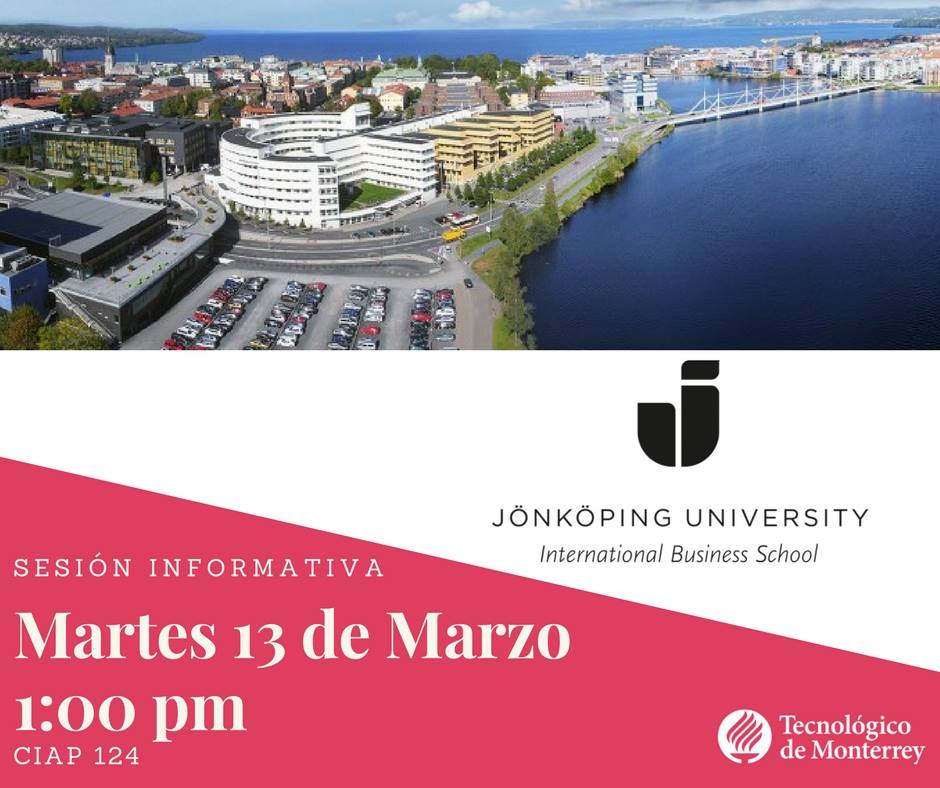 JÖNKÖPING UNIVERSITY
International Business School
SESIÓN INFORMATIVA
Martes 13 de Marzo
1:00 pm
CIAP 124
Tecnológico
de Monterrey